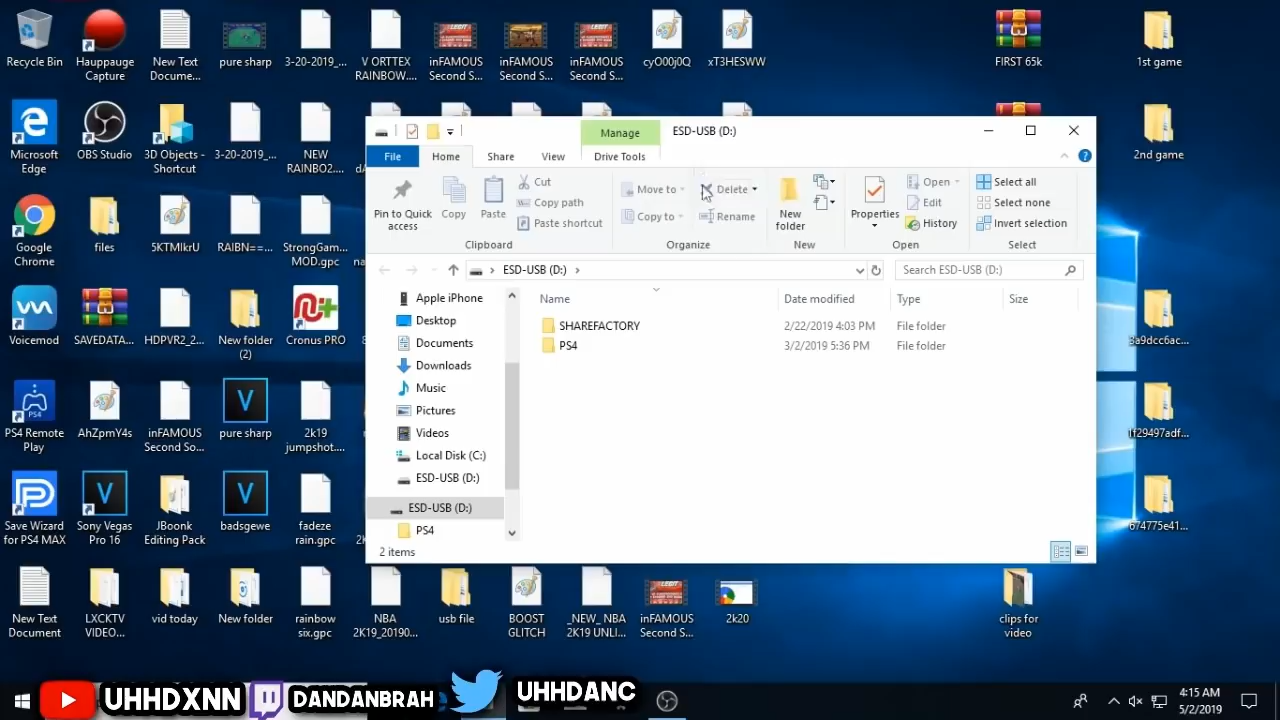 Recycle Bin
Hauppauge
Capture
New Text
Docume...
pure sharp
3-20-2019_...
V ORTTEX
RAINBOW....
inFAMOUS
Second S...
inFAMOUS
Second S...
inFAMOUS
Second S...
cyO00j0Q
xT3HESWW
FIRST 65k
1st game
Microsoft
Edge
OBS Studio
3D Objects -
Shortcut
3-20-2019_...
NEW
RAINBO2....
2nd game
Google
Chrome
files
5KTMIkrU
RAIBN==...
StrongGam...
MOD.gpc
Voicemod
SAVEDATA...
HDPVR2_2...
New folder
(2)
Cronus PRO
3a9dcc6ac...
PS4 Remote
Play
AhZpmY4s
inFAMOUS
Second So...
pure sharp
2k19
jumpshot...
1f29497adf...
Save Wizard
for PS4 MAX
Sony Vegas
Pro 16
JBoonk
Editing Pack
badsgewe
fadeze
rain.gpc
674775e41...
New Text
Document
LXCKTV
VIDEO...
vid today
New folder
rainbow
six.gpc
NBA
2K19_20190...
usb file
BOOST
GLITCH
_NEW_ NBA
2K19 UNLI...
inFAMOUS
Second S...
2k20
clips for
video
Manage
ESD-USB (D:)
File
Home
Share
View
Drive Tools
Pin to Quick
access
Copy
Paste
Cut
Copy path
Paste shortcut
Clipboard
Move to
Copy to
Delete
Rename
Organize
New
folder
New
Properties
Open
Edit
History
Open
Select all
Select none
Invert selection
Select
ESD-USB (D:)
Search ESD-USB (D:)
Apple iPhone
Desktop
Documents
Downloads
Music
Pictures
Videos
Local Disk (C:)
ESD-USB (D:)
ESD-USB (D:)
PS4
Name Date modified Type Size
SHAREFACTORY 2/22/2019 4:03 PM File folder
PS4 3/2/2019 5:36 PM File folder
2 items
UHHDXNN
DANDANBRAH
UHHDANC
4:15 AM
5/2/2019